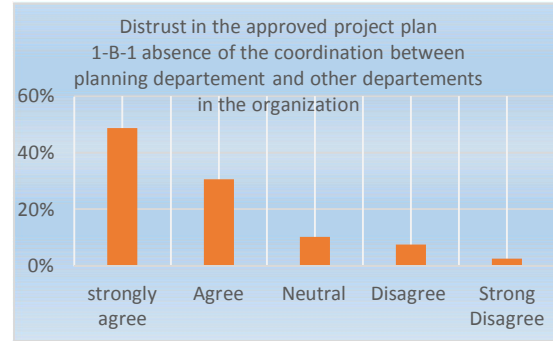 Distrust in the approved project plan
1-B-1 absence of the coordination between
planning departement and other departements
in the organization
60%
40%
20%
0%
strongly agree
Agree
Neutral
Disagree
Strong Disagree